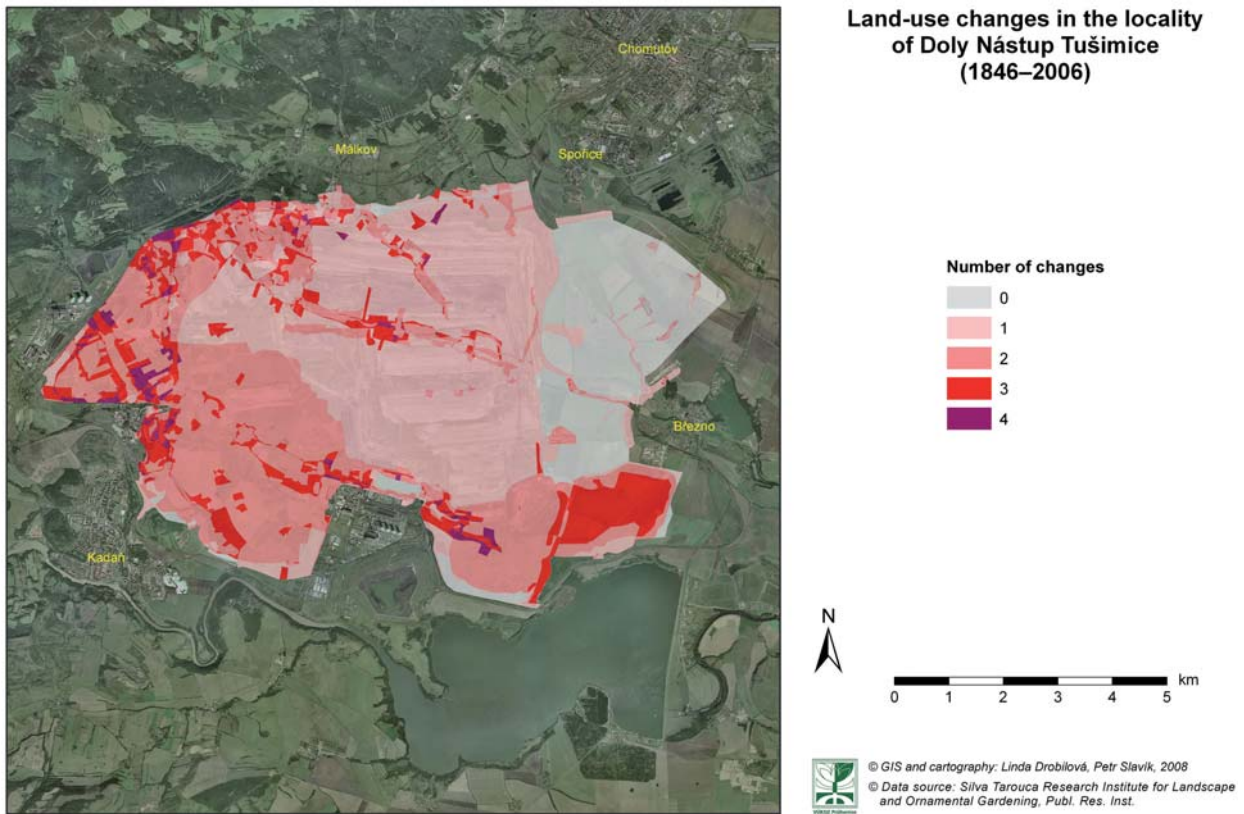 Land-use changes in the locality
of Doly Nástup Tušimice
(1846–2006)
Chomutov
Málkov
Spořice
Březno
Kadaň
Number of changes
0
1
2
3
4
N
0 1 2 3 4 5 km
© GIS and cartography: Linda Drobilová, Petr Slavík, 2008
© Data source: Silva Tarouca Research Institute for Landscape
and Ornamental Gardening, Publ. Res. Inst.